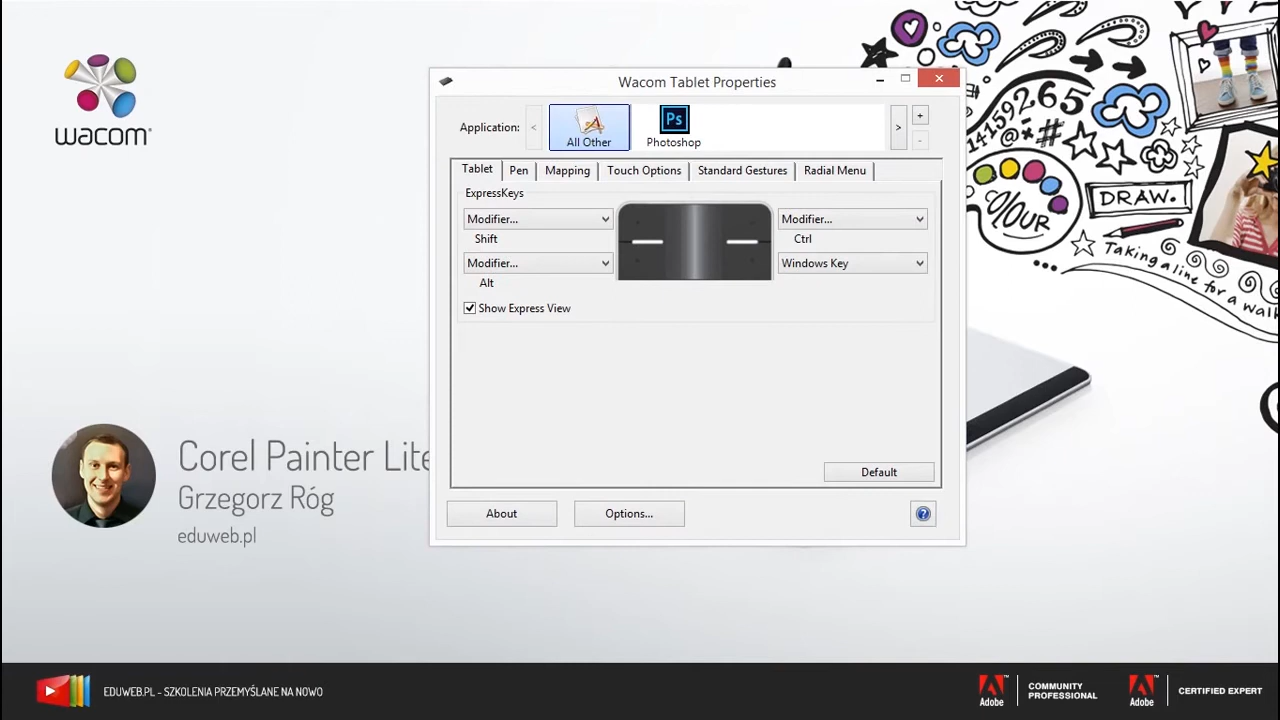 wacom
Wacom Tablet Properties
Application:
<
All Other
Ps
Photoshop
>
+
-
Tablet
Pen
Mapping
Touch Options
Standard Gestures
Radial Menu
ExpressKeys
Modifier...
Shift
Modifier...
Alt
Modifier...
Ctrl
Windows Key
Show Express View
Default
About
Options...
?
14159265
@
#
COLOUR
DRAW.
Taking a line for a walk
Corel Painter Lite
Grzegorz Róg
eduweb.pl
EDUWEB.PL - SZKOLENIA PRZEMYŚLANE NA NOWO
Adobe
COMMUNITY
PROFESSIONAL
Adobe
CERTIFIED EXPERT